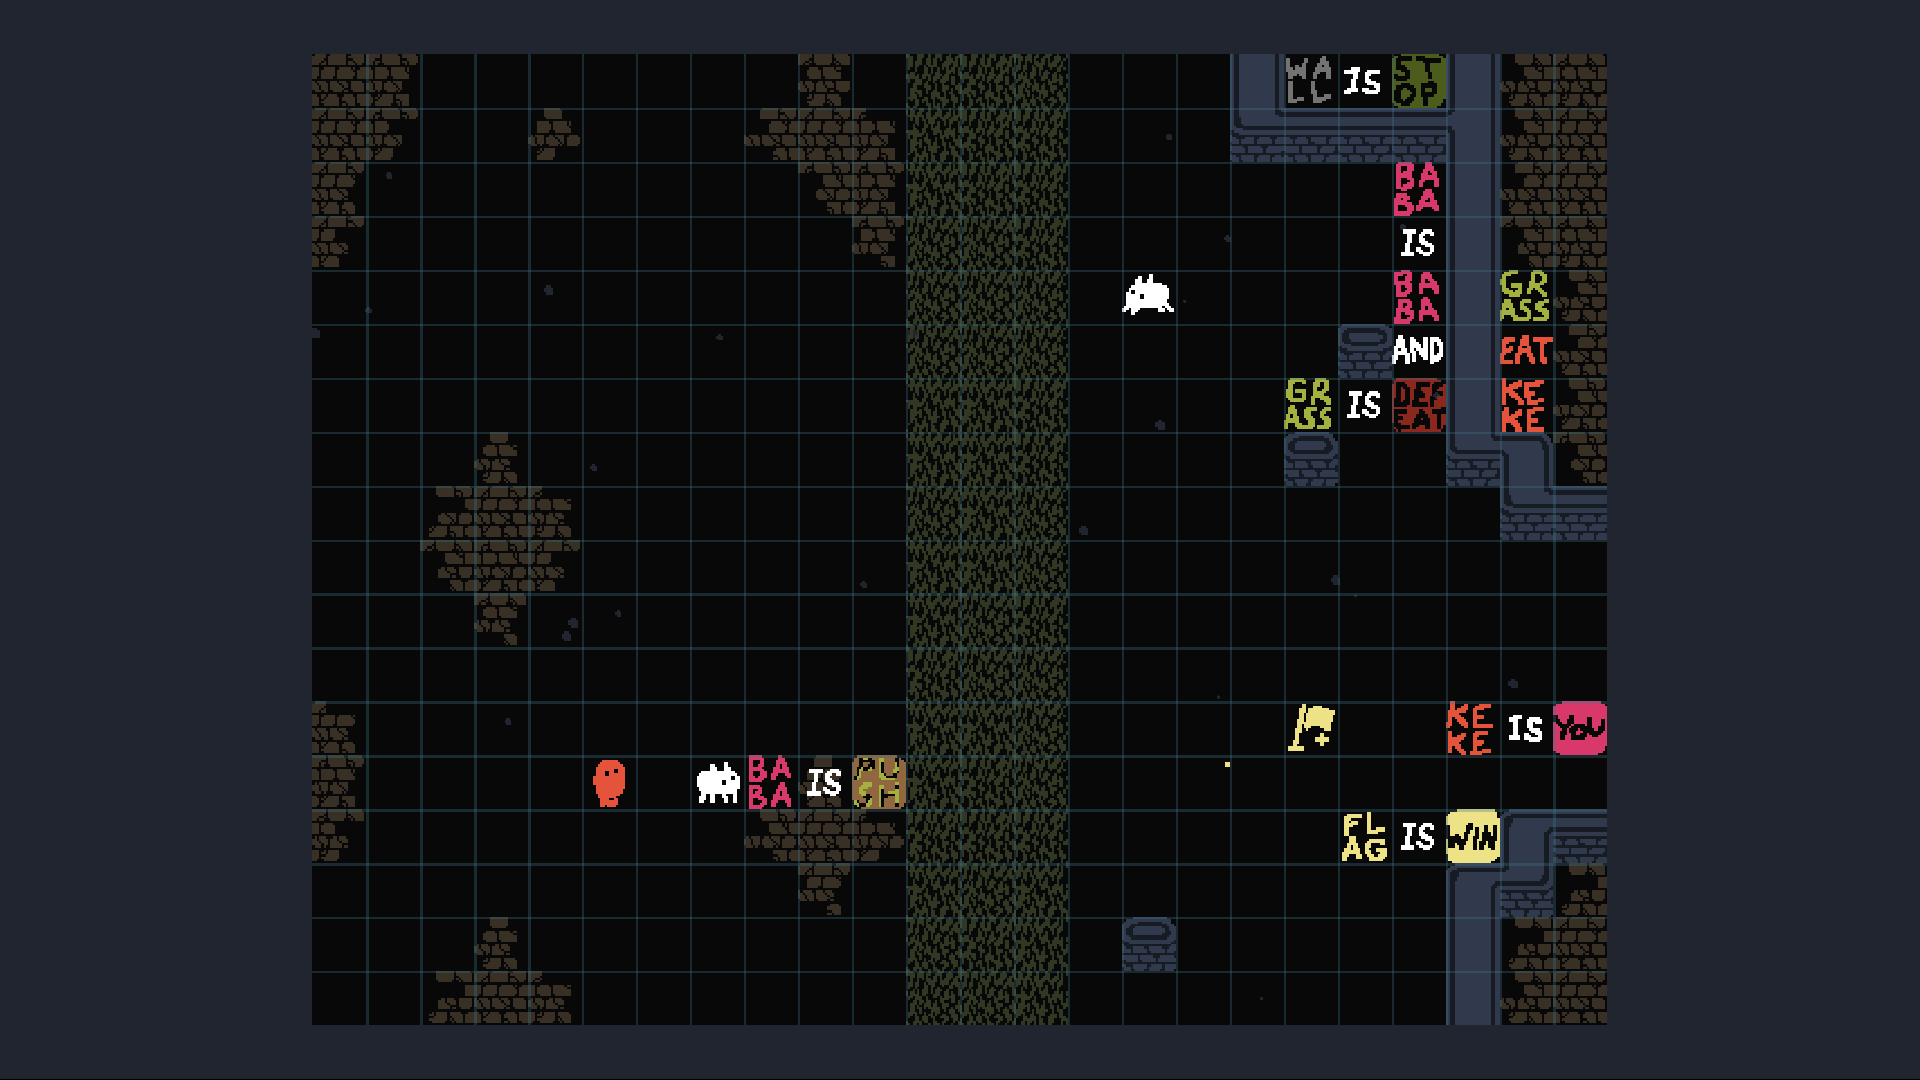 WALL IS STOP
BABA
IS
BABA
GRASS
AND
EAT
GRASS IS DEFEAT
KEKE
KEKE IS YOU
BABA IS PUSH
FLAG IS WIN